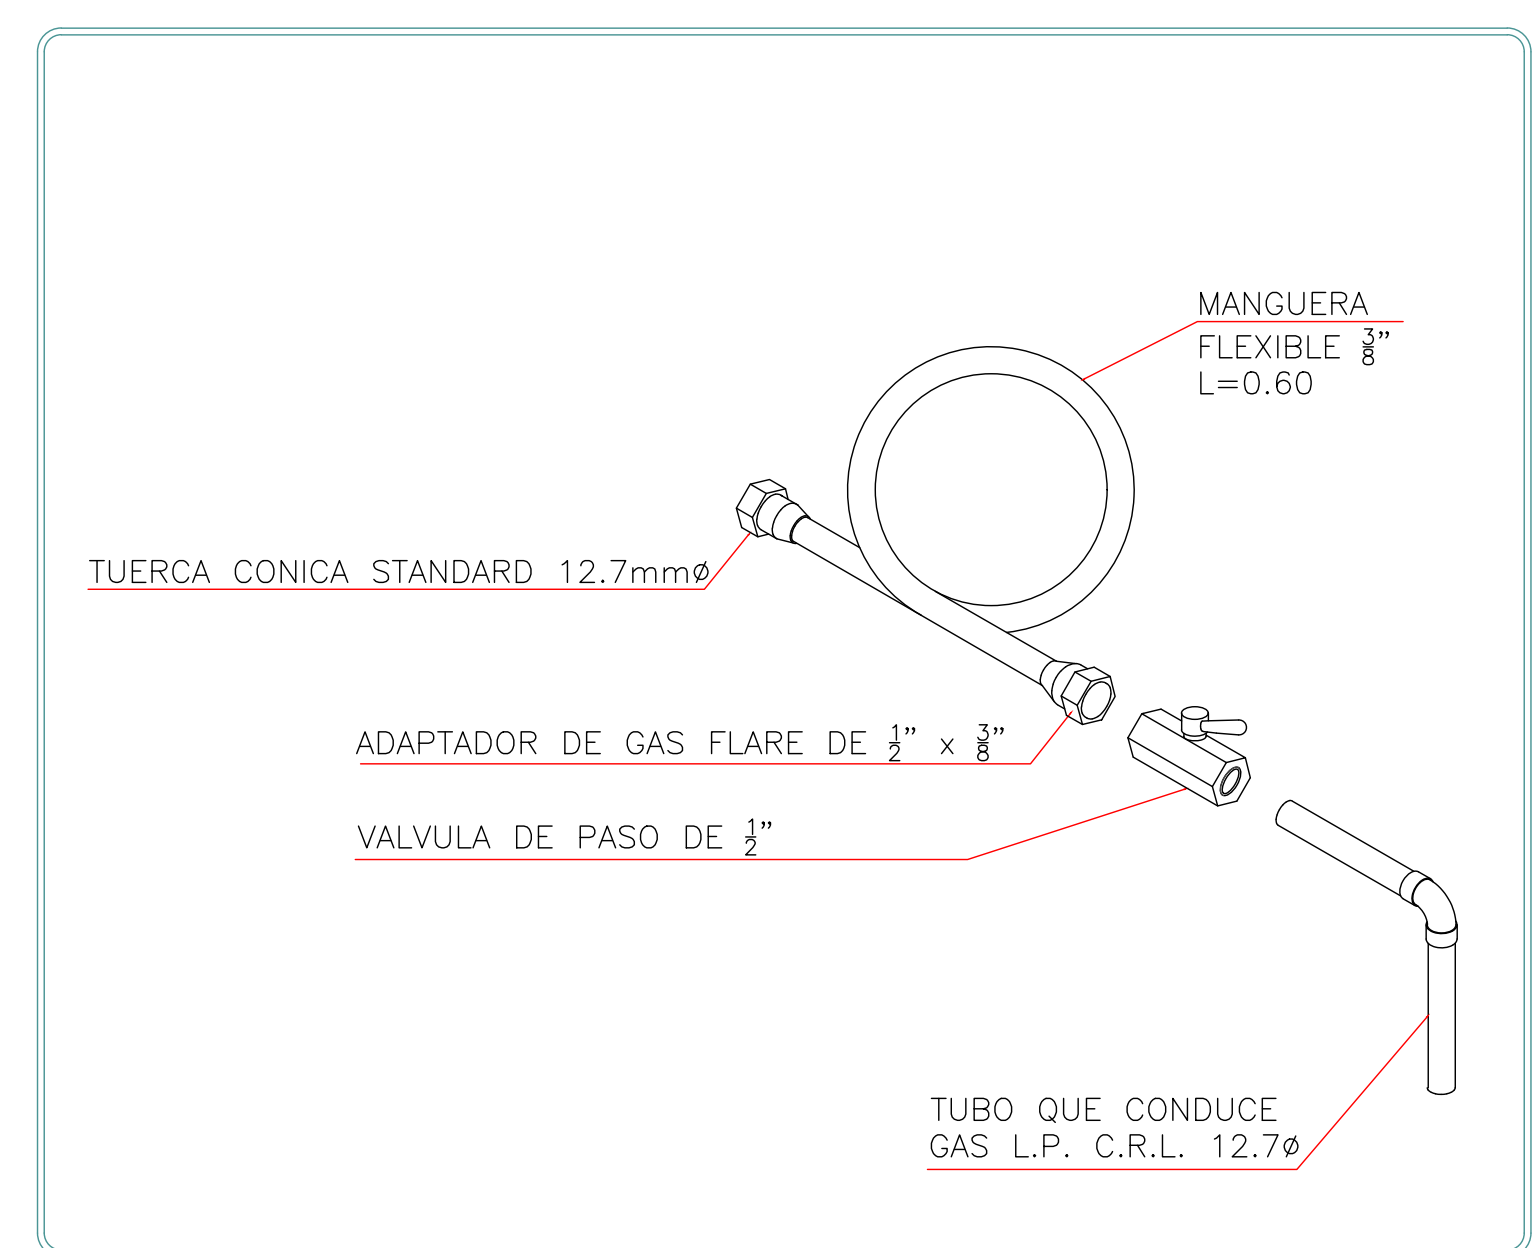 MANGUERA
FLEXIBLE 3/8”
L=0.60
TUERCA CONICA STANDARD 12.7mmø
ADAPTADOR DE GAS FLARE DE 1/2” x 3/8”
VALVULA DE PASO DE 1/2”
TUBO QUE CONDUCE
GAS L.P. C.R.L. 12.7ø